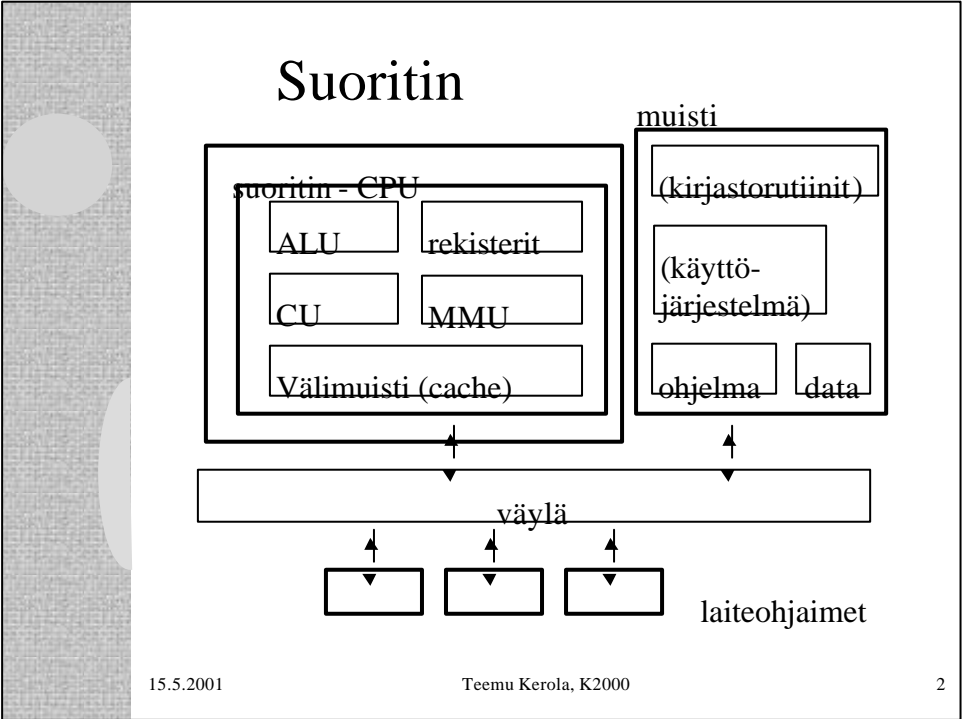 Suoritin
muisti
suoritin - CPU
(kirjastorutiinit)
ALU
rekisterit
(käyttö-
järjestelmä)
CU
MMU
Välimuisti (cache)
ohjelma
data
väylä
laiteohjaimet
15.5.2001
Teemu Kerola, K2000
2